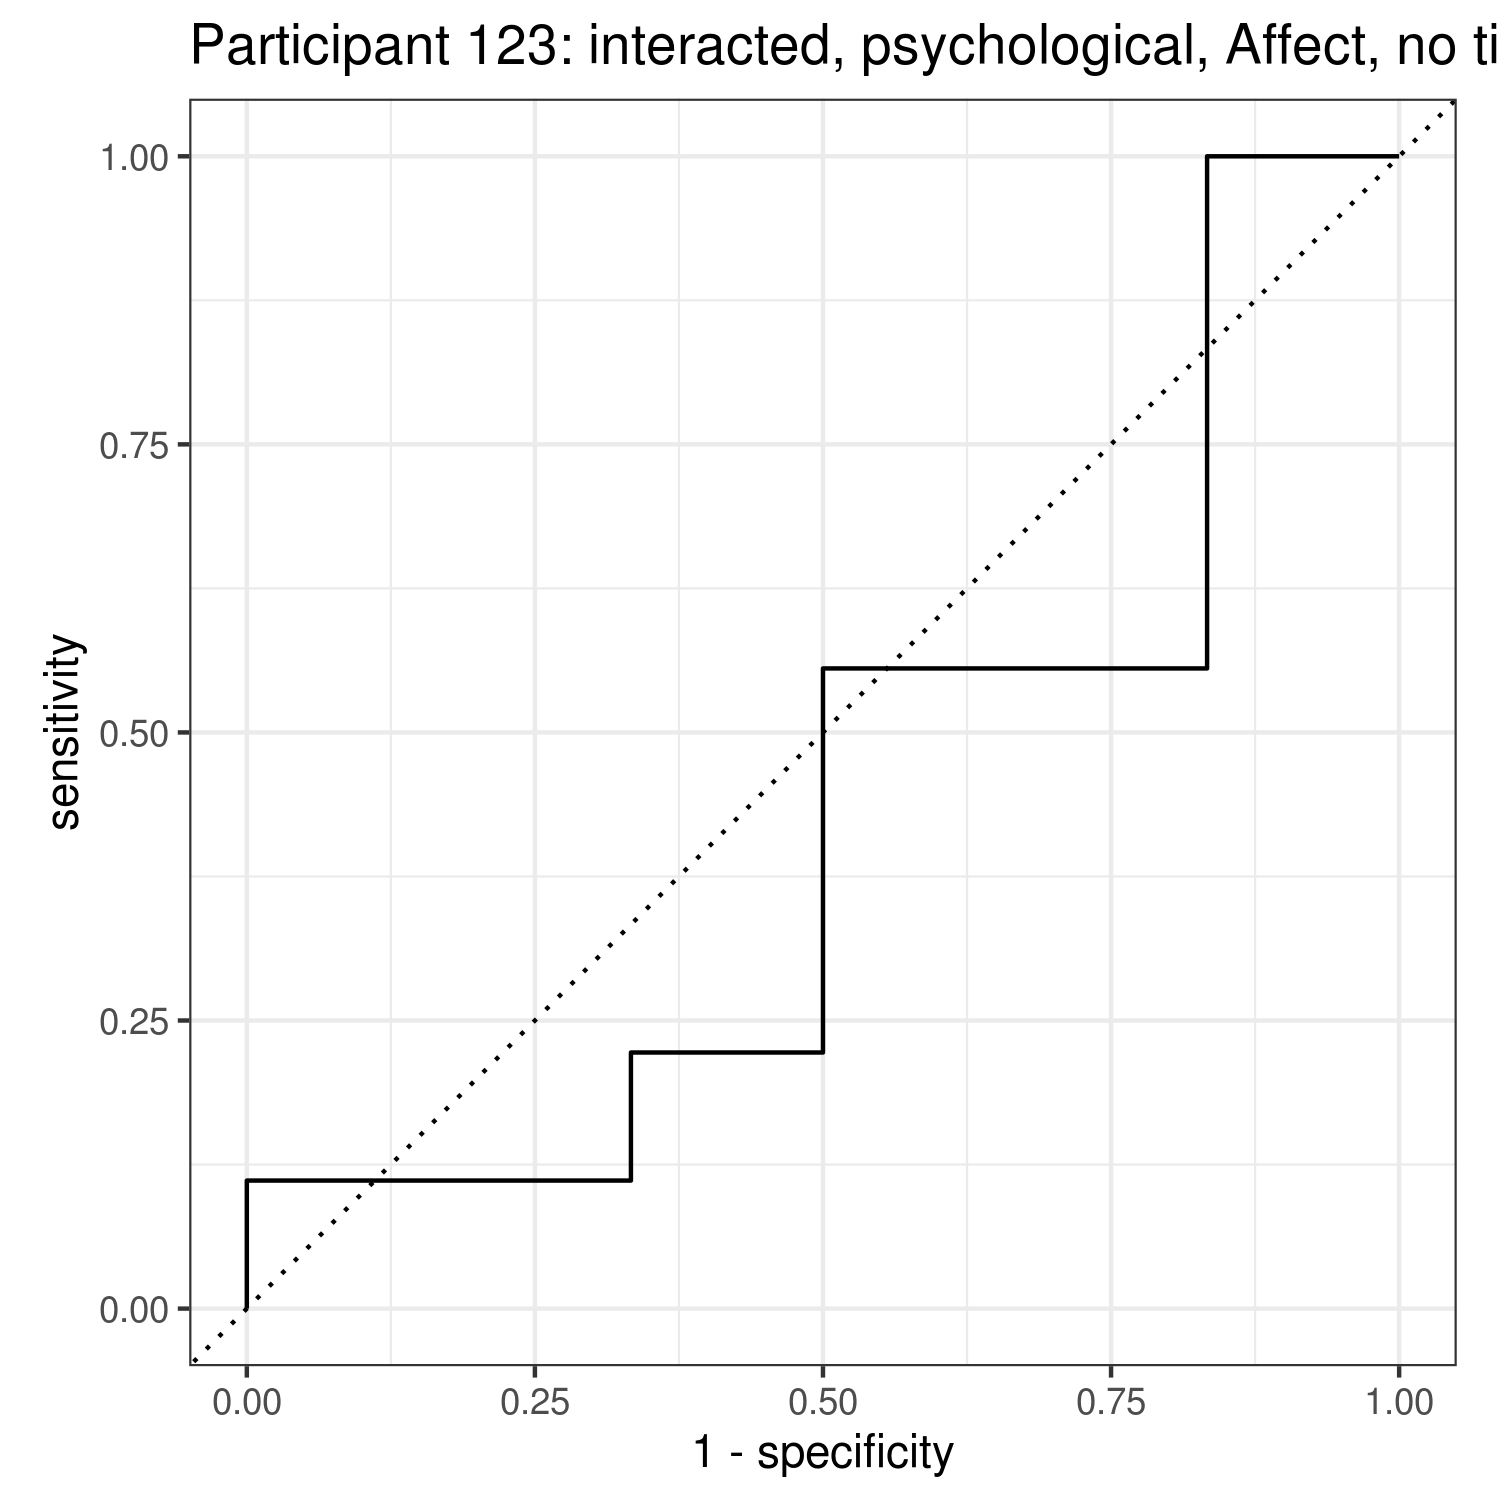 Participant 123: interacted, psychological, Affect, no ti
1.00
0.75
0.50
0.25
0.00
sensitivity
0.00 0.25 0.50 0.75 1.00
1 - specificity